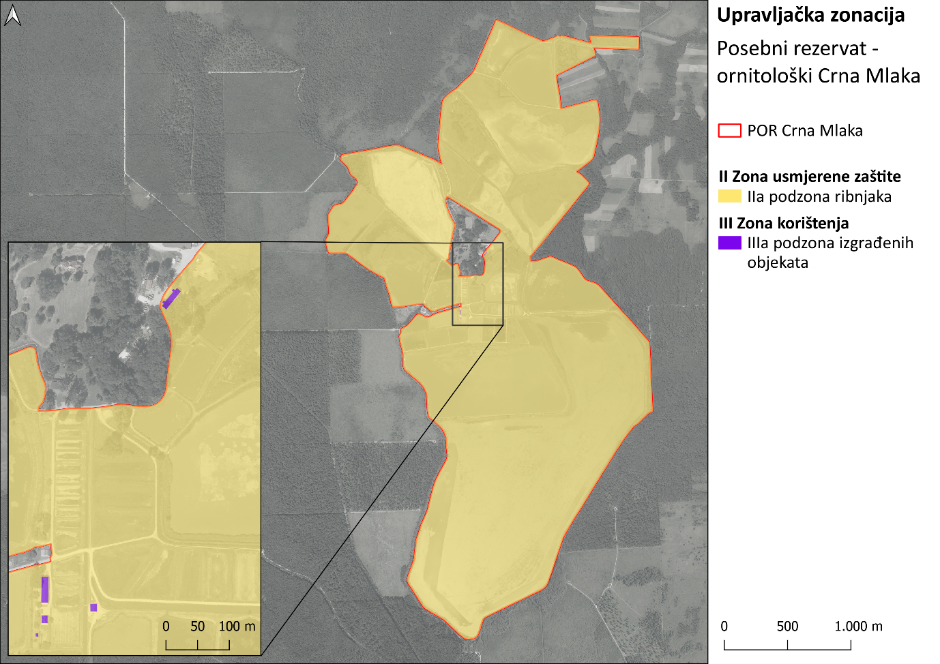 Upravljačka zonacija
Posebni rezervat -
ornitološki Crna Mlaka
POR Crna Mlaka
II Zona usmjerene zaštite
IIa podzona ribnjaka
III Zona korištenja
IIIa podzona izgrađenih
objekata
0 50 100 m
0 500 1.000 m